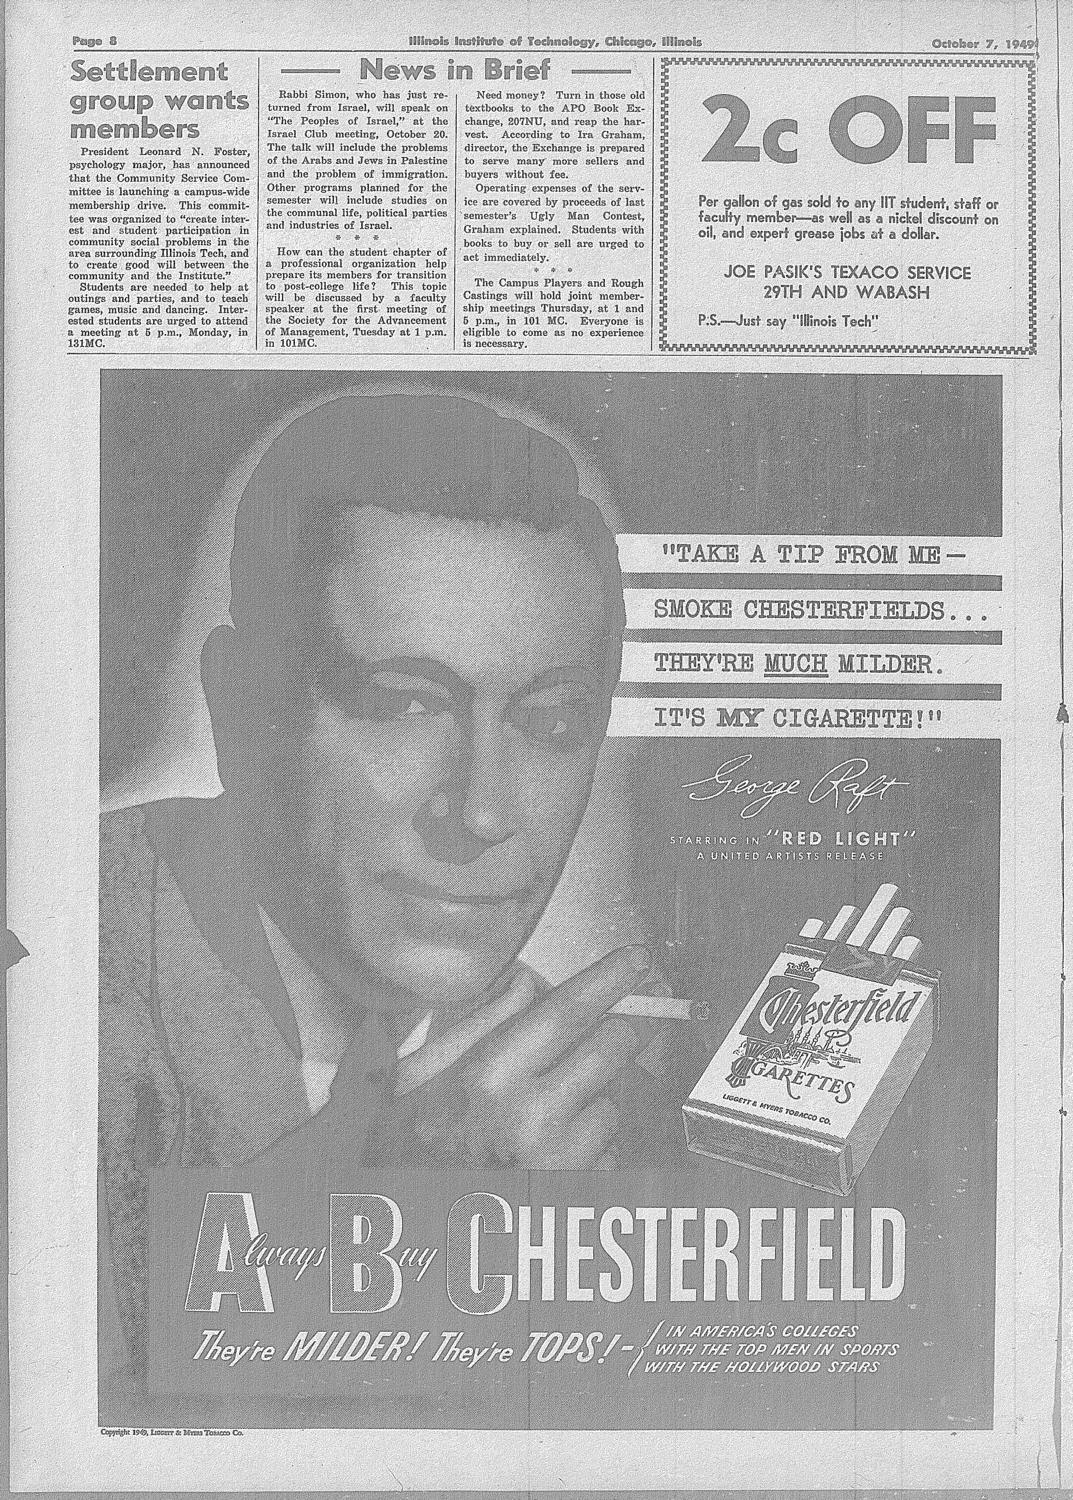 Page 8
Illinois Institute of Technology, Chicago, Illinois
October 7, 1949
Settlement
group wants
members
President Leonard N. Foster,
psychology major, has announced
that the Community Service Com-
mittee is launching a campus-wide
membership drive. This commit-
tee was organized to "create inter-
est and student participation in
community social problems in the
area surrounding Illinois Tech, and
to create good will between the
community and the Institute."
Students are needed to help at
outings and parties, and to teach
games, music and dancing. Inter-
ested students are urged to attend
a meeting at 5 p.m., Monday, in
131MC.
News in Brief
Rabbi Simon, who has just re-
turned from Israel, will speak on
"The Peoples of Israel," at the
Israel Club meeting, October 20.
The talk will include the problems
of the Arabs and Jews in Palestine
and the problem of immigration.
Other programs planned for the
semester will include studies on
the communal life, political parties
and industries of Israel.
* * *
How can the student chapter of
a professional organization help
prepare its members for transition
to post-college life? This topic
will be discussed by a faculty
speaker at the first meeting of
the Society for the Advancement
of Management, Tuesday at 1 p.m.
in 101MC.
Need money? Turn in those old
textbooks to the APO Book Ex-
change, 207NU, and reap the har-
vest. According to Ira Graham,
director, the Exchange is prepared
to serve many more sellers and
buyers without fee.
Operating expenses of the serv-
ice are covered by proceeds of last
semester's Ugly Man Contest,
Graham explained. Students with
books to buy or sell are urged to
act immediately.
* * *
The Campus Players and Rough
Castings will hold joint member-
ship meetings Thursday, at 1 and
5 p.m., in 101 MC. Everyone is
eligible to come as no experience
is necessary.
2c OFF
Per gallon of gas sold to any IIT student, staff or
faculty member—as well as a nickel discount on
oil, and expert grease jobs at a dollar.
JOE PASIK'S TEXACO SERVICE
29TH AND WABASH
P.S.—Just say "Illinois Tech"
"TAKE A TIP FROM ME—
SMOKE CHESTERFIELDS...
THEY'RE MUCH MILDER.
IT'S MY CIGARETTE!"
George Raft
STARRING IN "RED LIGHT"
A UNITED ARTISTS RELEASE
Chesterfield
CIGARETTES
LIGGETT & MYERS TOBACCO CO.
Always Buy CHESTERFIELD
They're MILDER! They're TOPS!-
IN AMERICA'S COLLEGES
WITH THE TOP MEN IN SPORTS
WITH THE HOLLYWOOD STARS
Copyright 1949, LIGGETT & MYERS TOBACCO CO.